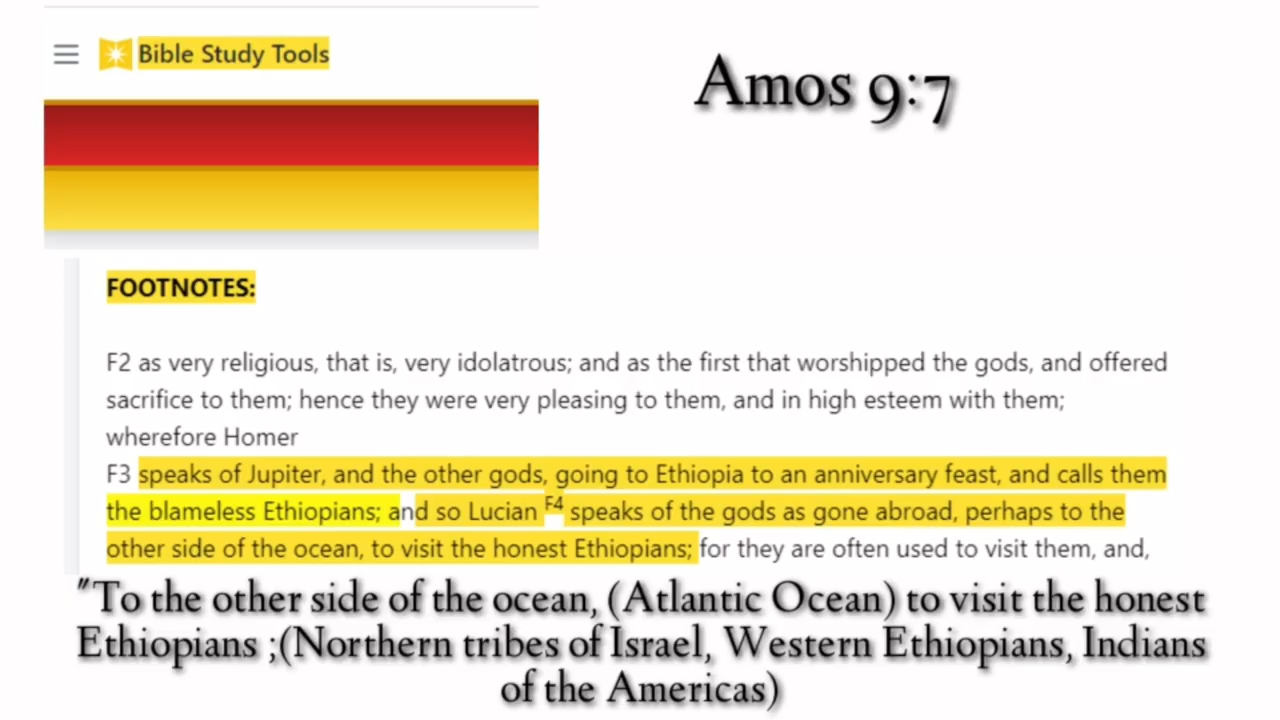 Bible Study Tools
Amos 9:7
FOOTNOTES:
F2 as very religious, that is, very idolatrous; and as the first that worshipped the gods, and offered
sacrifice to them; hence they were very pleasing to them, and in high esteem with them;
wherefore Homer
F3 speaks of Jupiter, and the other gods, going to Ethiopia to an anniversary feast, and calls them
the blameless Ethiopians; and so Lucian F4 speaks of the gods as gone abroad, perhaps to the
other side of the ocean, to visit the honest Ethiopians; for they are often used to visit them, and,
"To the other side of the ocean, (Atlantic Ocean) to visit the honest
Ethiopians ;(Northern tribes of Israel, Western Ethiopians, Indians
of the Americas)